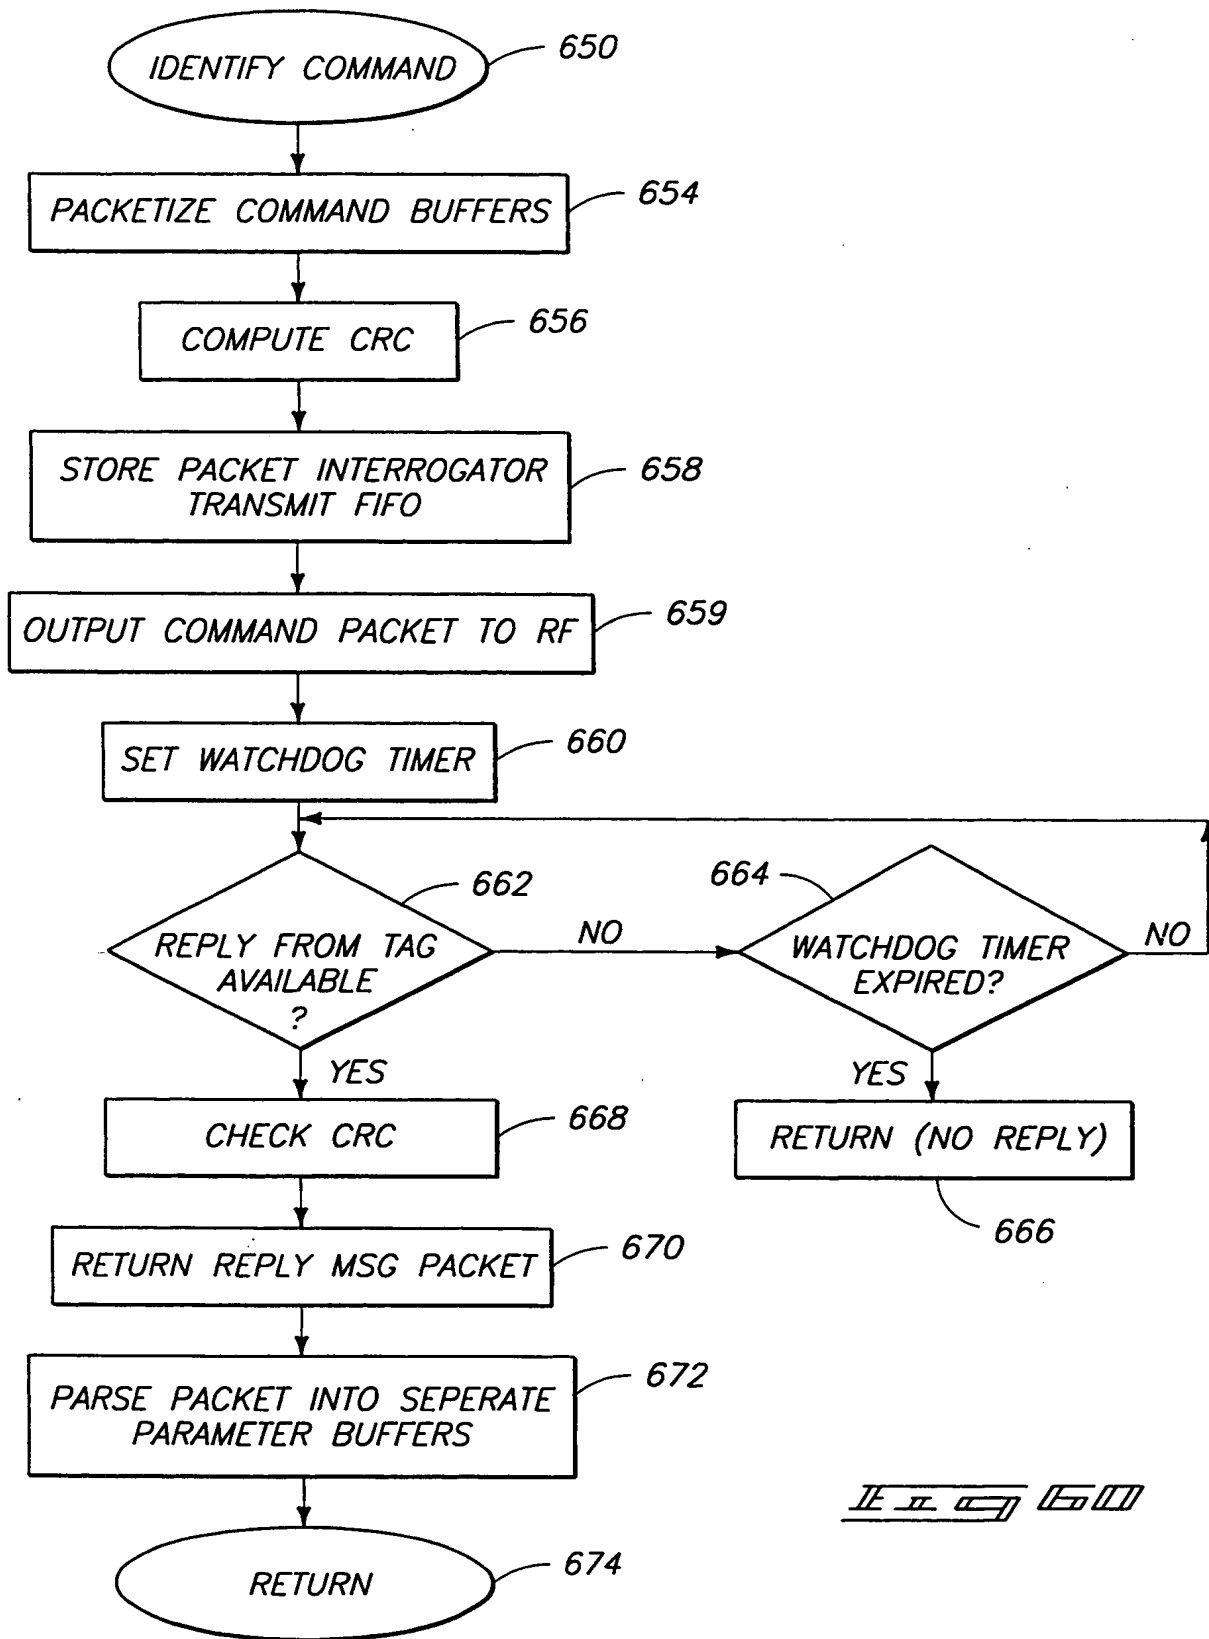 IDENTIFY COMMAND
650
PACKETIZE COMMAND BUFFERS
654
COMPUTE CRC
656
STORE PACKET INTERROGATOR
TRANSMIT FIFO
658
OUTPUT COMMAND PACKET TO RF
659
SET WATCHDOG TIMER
660
662
REPLY FROM TAG
AVAILABLE
?
NO
664
WATCHDOG TIMER
EXPIRED?
NO
YES
YES
CHECK CRC
668
RETURN (NO REPLY)
666
RETURN REPLY MSG PACKET
670
PARSE PACKET INTO SEPERATE
PARAMETER BUFFERS
672
RETURN
674
FIG 60